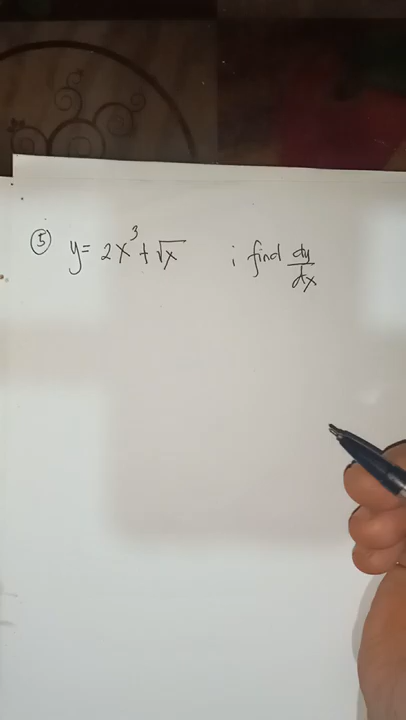 ⑤ y = 2x³ + √x ; find dy/dx